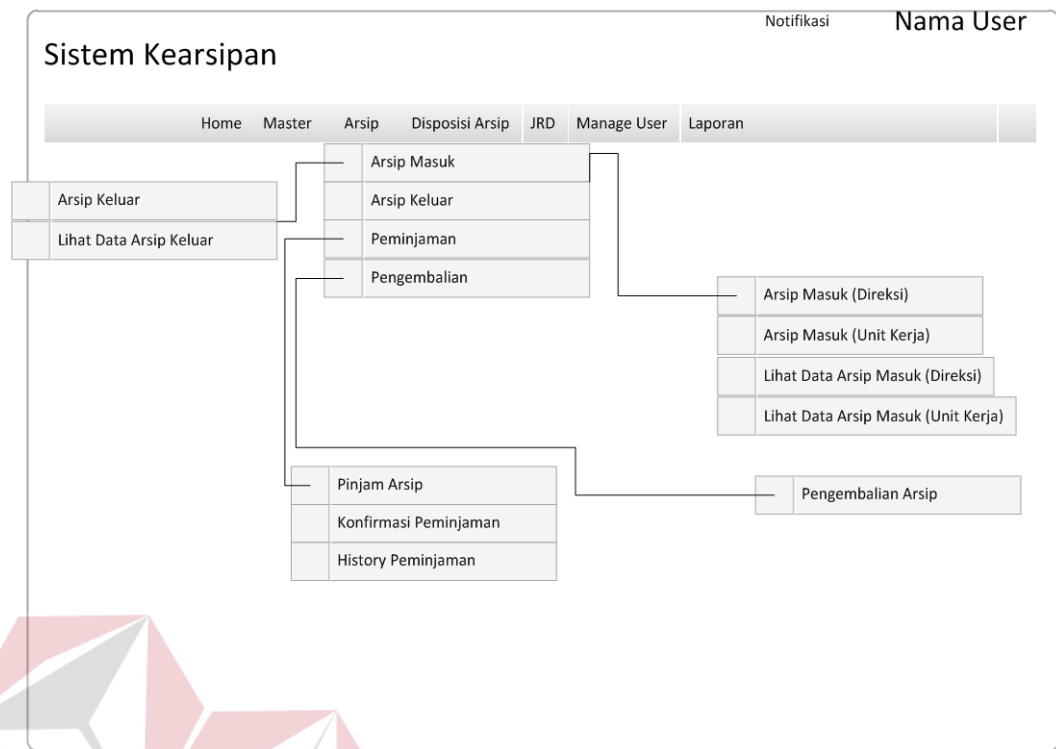 Notifikasi
Nama User
Sistem Kearsipan
Home Master Arsip Disposisi Arsip JRD Manage User Laporan
Arsip Masuk
Arsip Keluar
Peminjaman
Pengembalian
Arsip Keluar
Lihat Data Arsip Keluar
Arsip Masuk (Direksi)
Arsip Masuk (Unit Kerja)
Lihat Data Arsip Masuk (Direksi)
Lihat Data Arsip Masuk (Unit Kerja)
Pinjam Arsip
Konfirmasi Peminjaman
History Peminjaman
Pengembalian Arsip